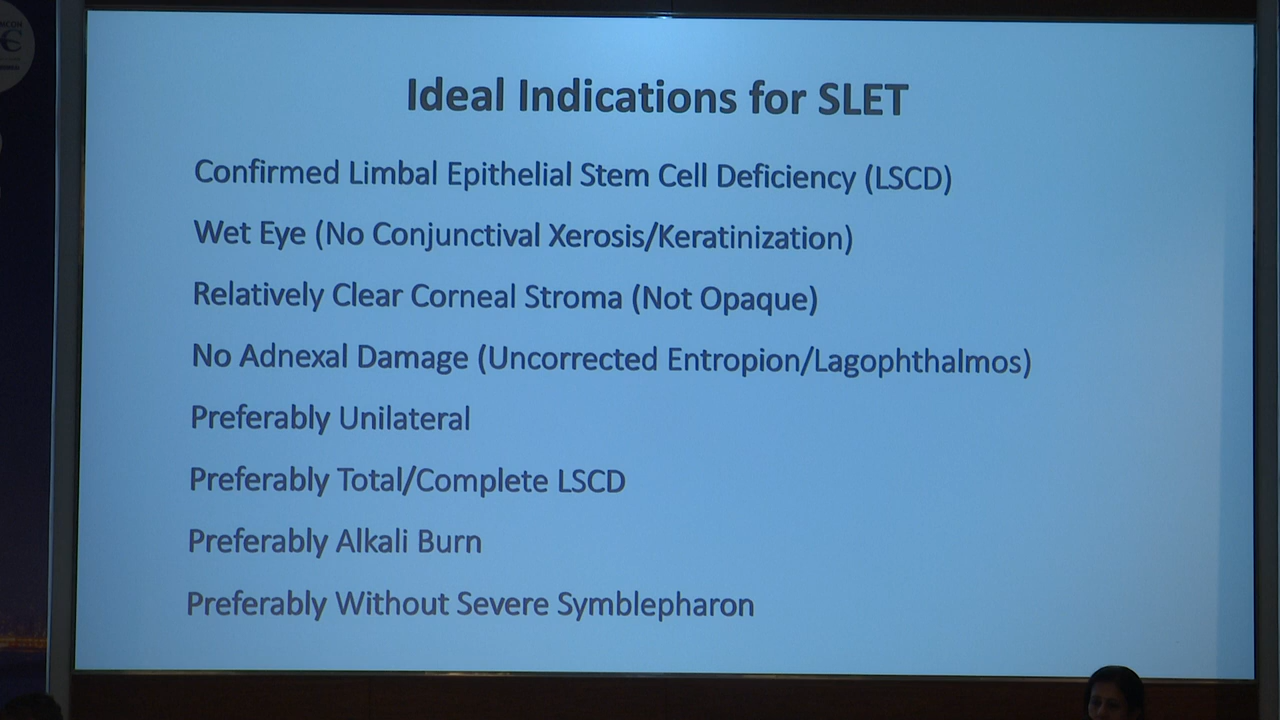 Ideal Indications for SLET
Confirmed Limbal Epithelial Stem Cell Deficiency (LSCD)
Wet Eye (No Conjunctival Xerosis/Keratinization)
Relatively Clear Corneal Stroma (Not Opaque)
No Adnexal Damage (Uncorrected Entropion/Lagophthalmos)
Preferably Unilateral
Preferably Total/Complete LSCD
Preferably Alkali Burn
Preferably Without Severe Symblepharon